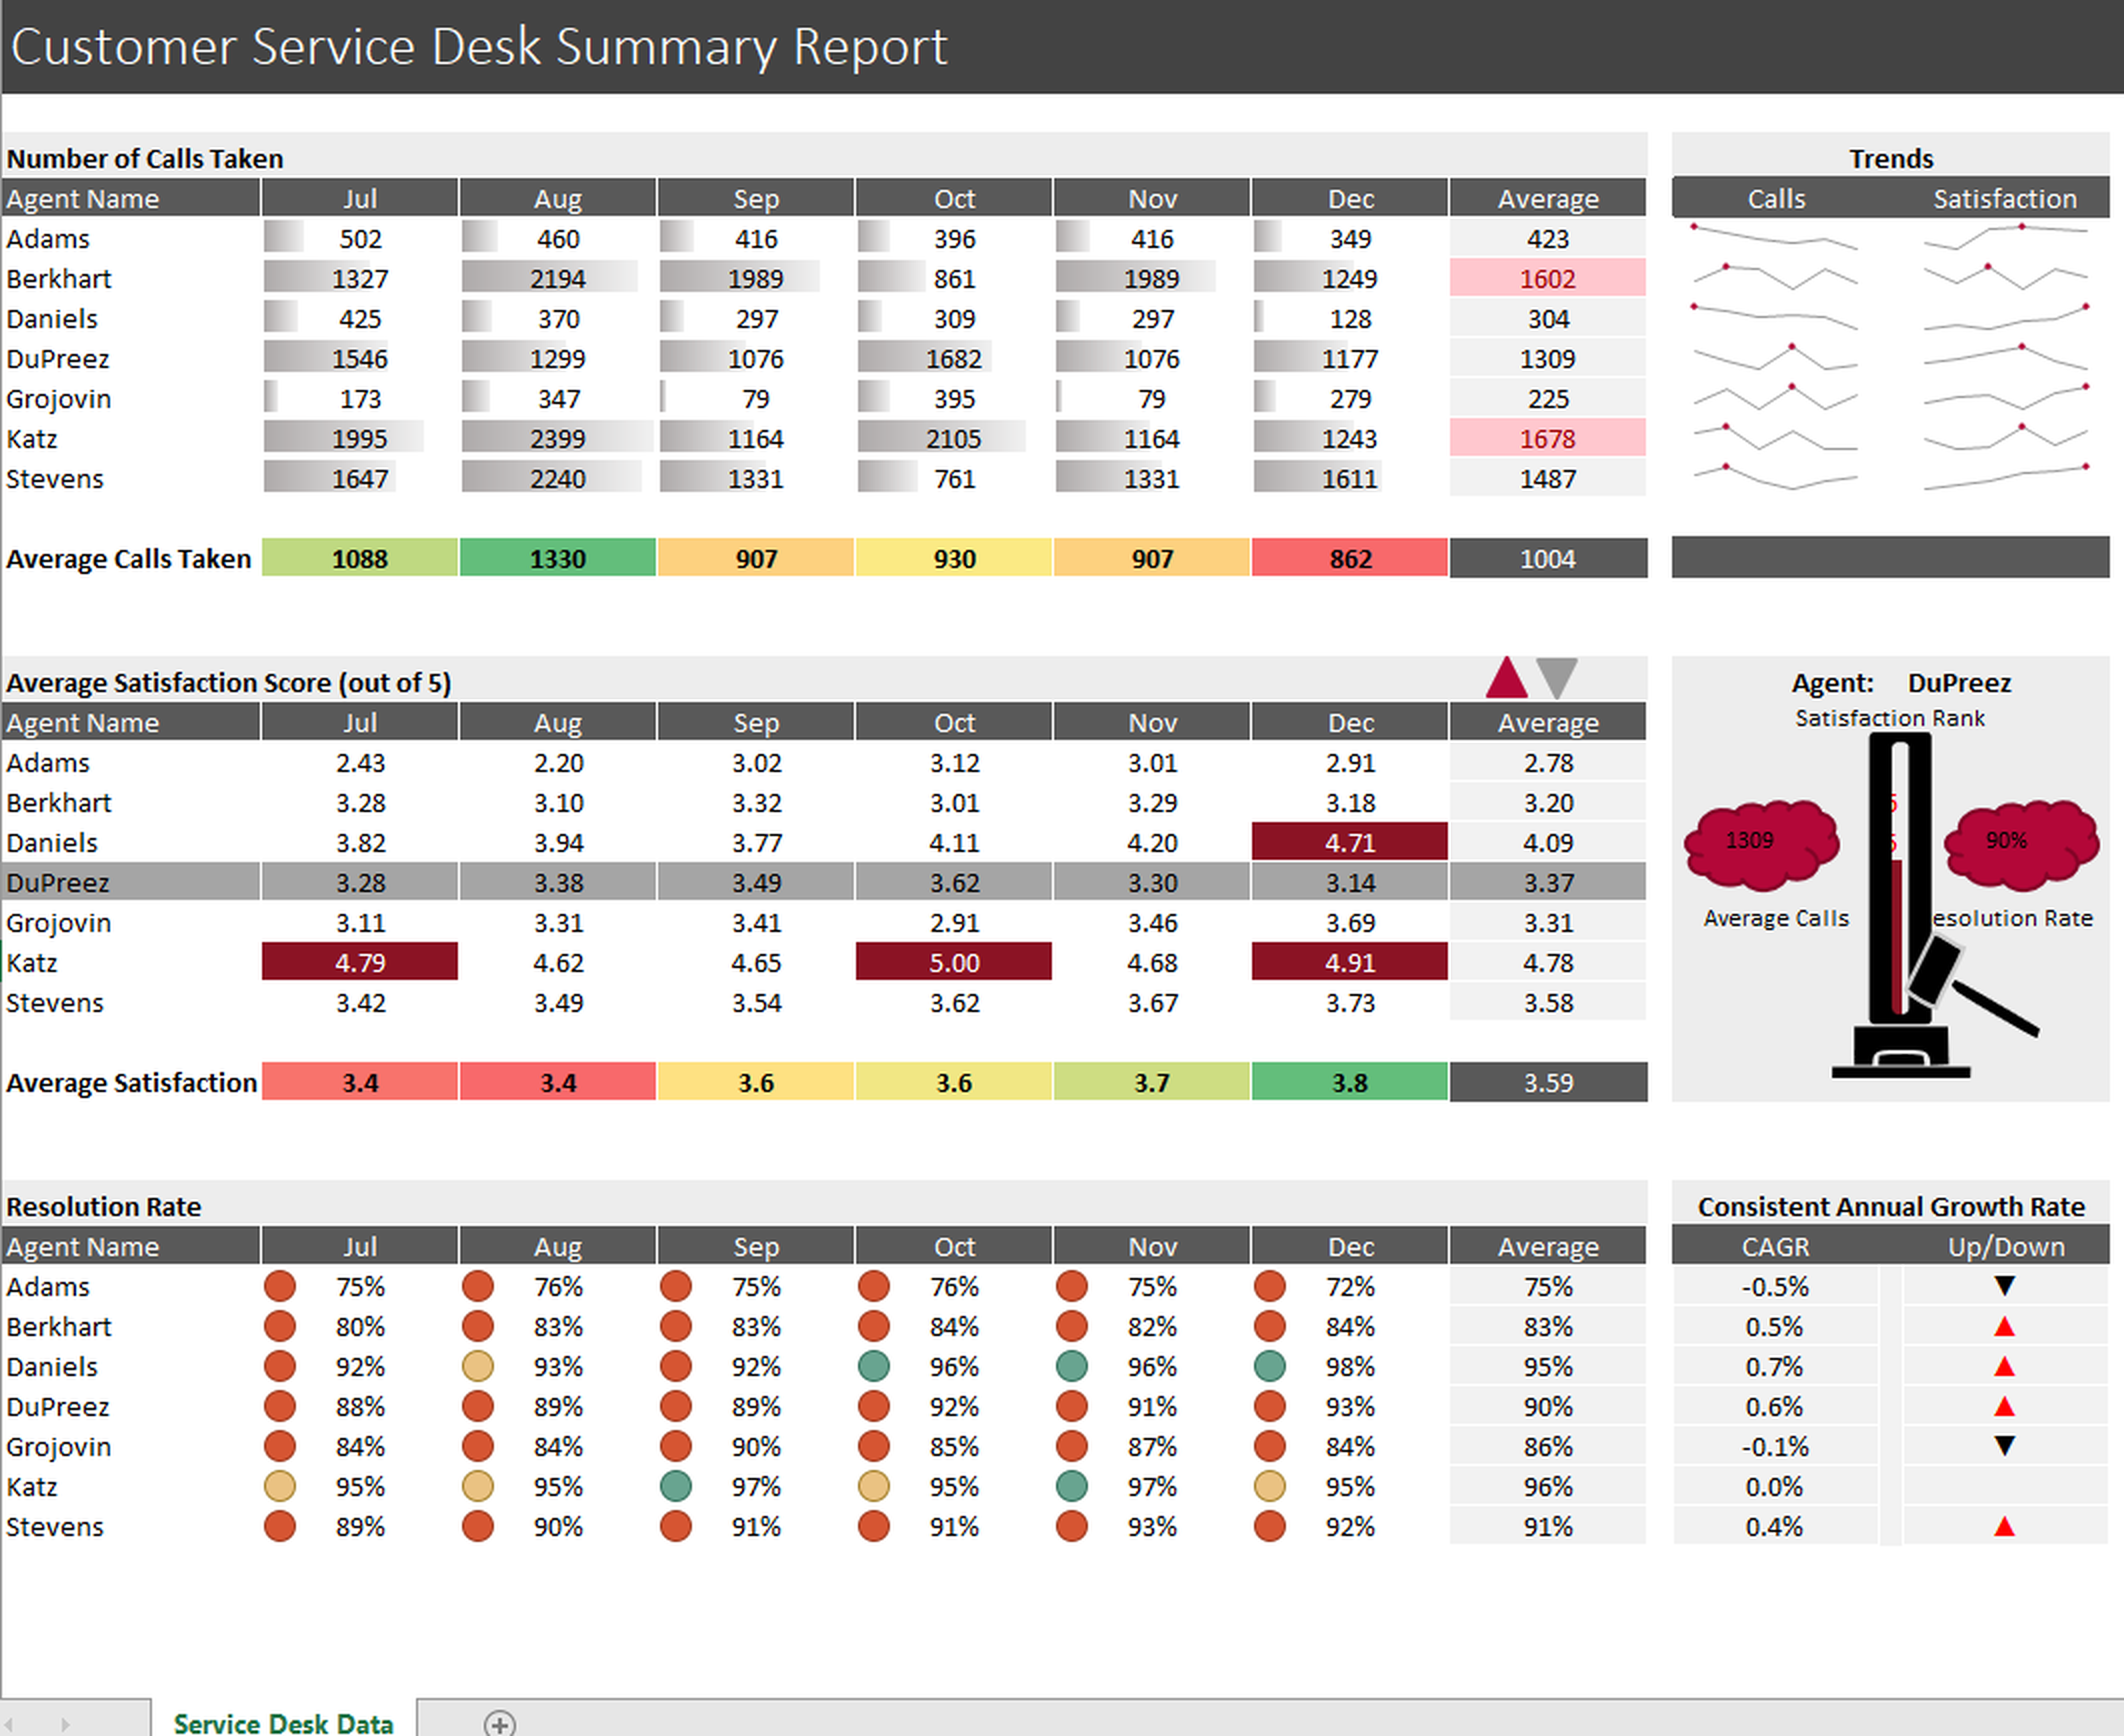 Customer Service Desk Summary Report
Number of Calls Taken
Agent Name Jul Aug Sep Oct Nov Dec Average
Adams 502 460 416 396 416 349 423
Berkhart 1327 2194 1989 861 1989 1249 1602
Daniels 425 370 297 309 297 128 304
DuPreez 1546 1299 1076 1682 1076 1177 1309
Grojovin 173 347 79 395 79 279 225
Katz 1995 2399 1164 2105 1164 1243 1678
Stevens 1647 2240 1331 761 1331 1611 1487
Average Calls Taken 1088 1330 907 930 907 862 1004
Trends
Calls Satisfaction
Average Satisfaction Score (out of 5)
Agent Name Jul Aug Sep Oct Nov Dec Average
Adams 2.43 2.20 3.02 3.12 3.01 2.91 2.78
Berkhart 3.28 3.10 3.32 3.01 3.29 3.18 3.20
Daniels 3.82 3.94 3.77 4.11 4.20 4.71 4.09
DuPreez 3.28 3.38 3.49 3.62 3.30 3.14 3.37
Grojovin 3.11 3.31 3.41 2.91 3.46 3.69 3.31
Katz 4.79 4.62 4.65 5.00 4.68 4.91 4.78
Stevens 3.42 3.49 3.54 3.62 3.67 3.73 3.58
Average Satisfaction 3.4 3.4 3.6 3.6 3.7 3.8 3.59
Agent: DuPreez
Satisfaction Rank
1309 90%
Average Calls esolution Rate
Resolution Rate
Agent Name Jul Aug Sep Oct Nov Dec Average
Adams 75% 76% 75% 76% 75% 72% 75%
Berkhart 80% 83% 83% 84% 82% 84% 83%
Daniels 92% 93% 92% 96% 96% 98% 95%
DuPreez 88% 89% 89% 92% 91% 93% 90%
Grojovin 84% 84% 90% 85% 87% 84% 86%
Katz 95% 95% 97% 95% 97% 95% 96%
Stevens 89% 90% 91% 91% 93% 92% 91%
Consistent Annual Growth Rate
CAGR Up/Down
-0.5% ▼
0.5% ▲
0.7% ▲
0.6% ▲
-0.1% ▼
0.0%
0.4% ▲
Service Desk Data